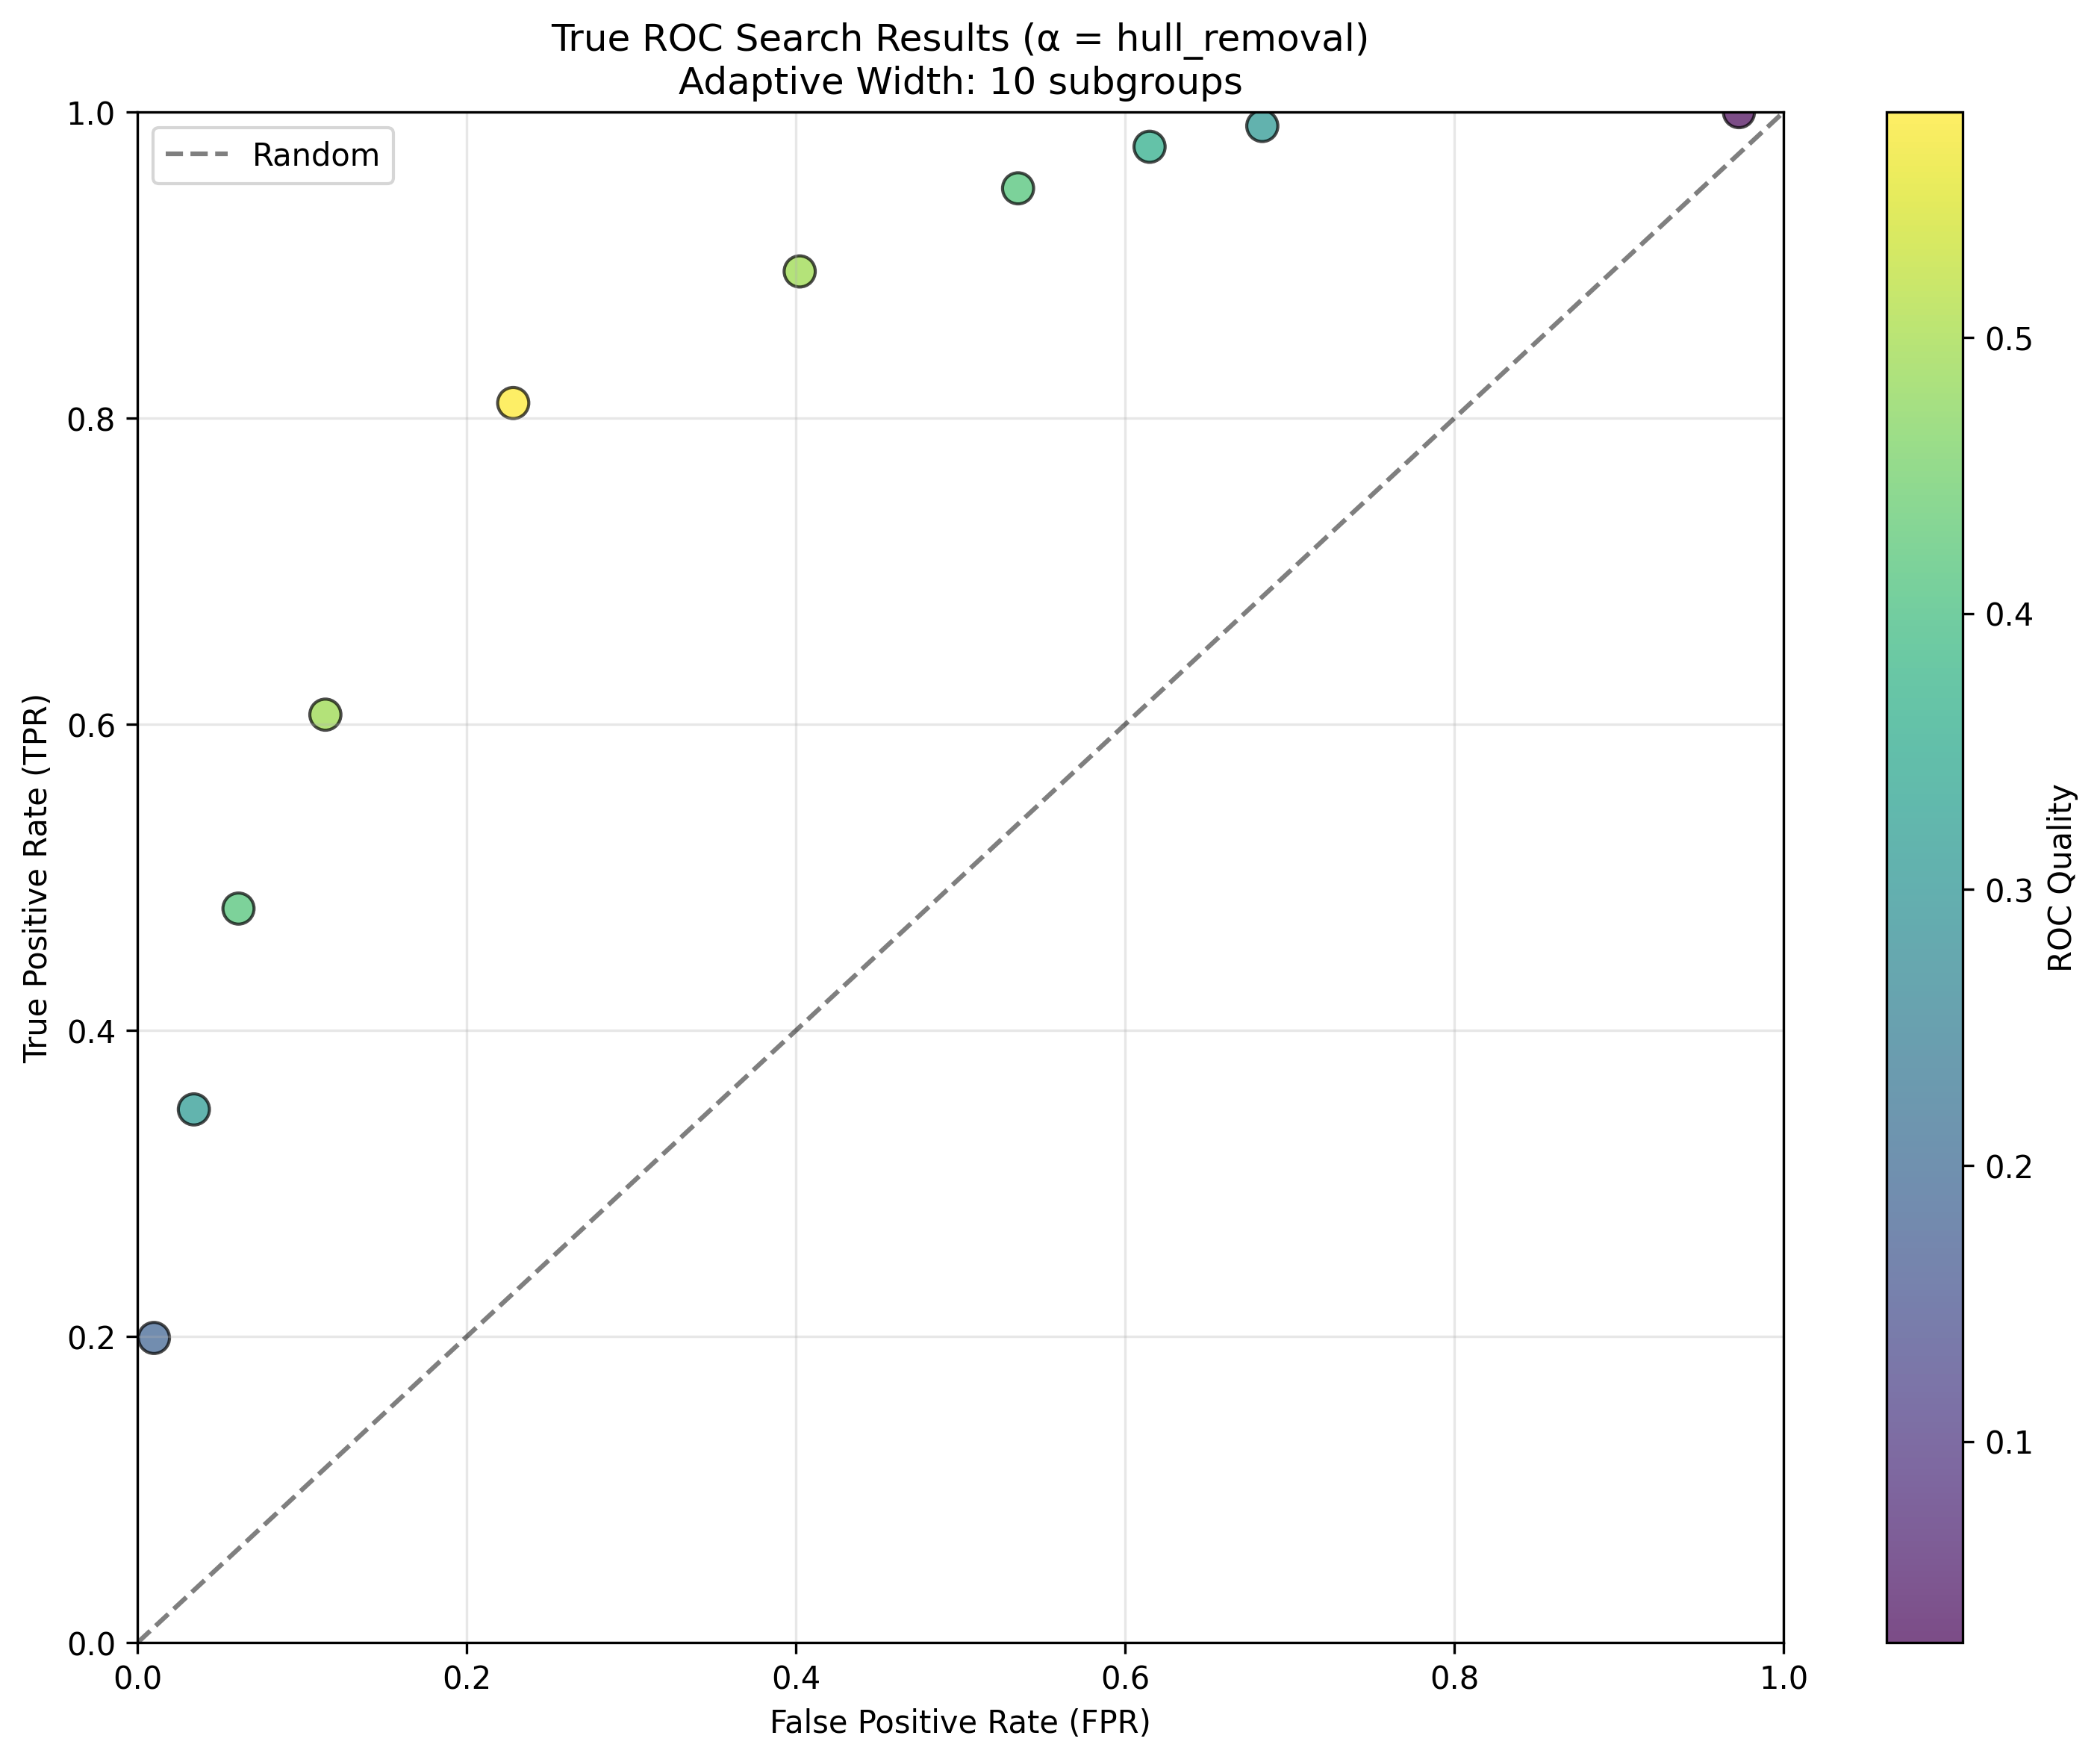 True ROC Search Results (α = hull_removal)
Adaptive Width: 10 subgroups
Random
True Positive Rate (TPR)
1.0
0.8
0.6
0.4
0.2
0.0
0.0 0.2 0.4 0.6 0.8 1.0
False Positive Rate (FPR)
0.5
0.4
0.3
0.2
0.1
ROC Quality